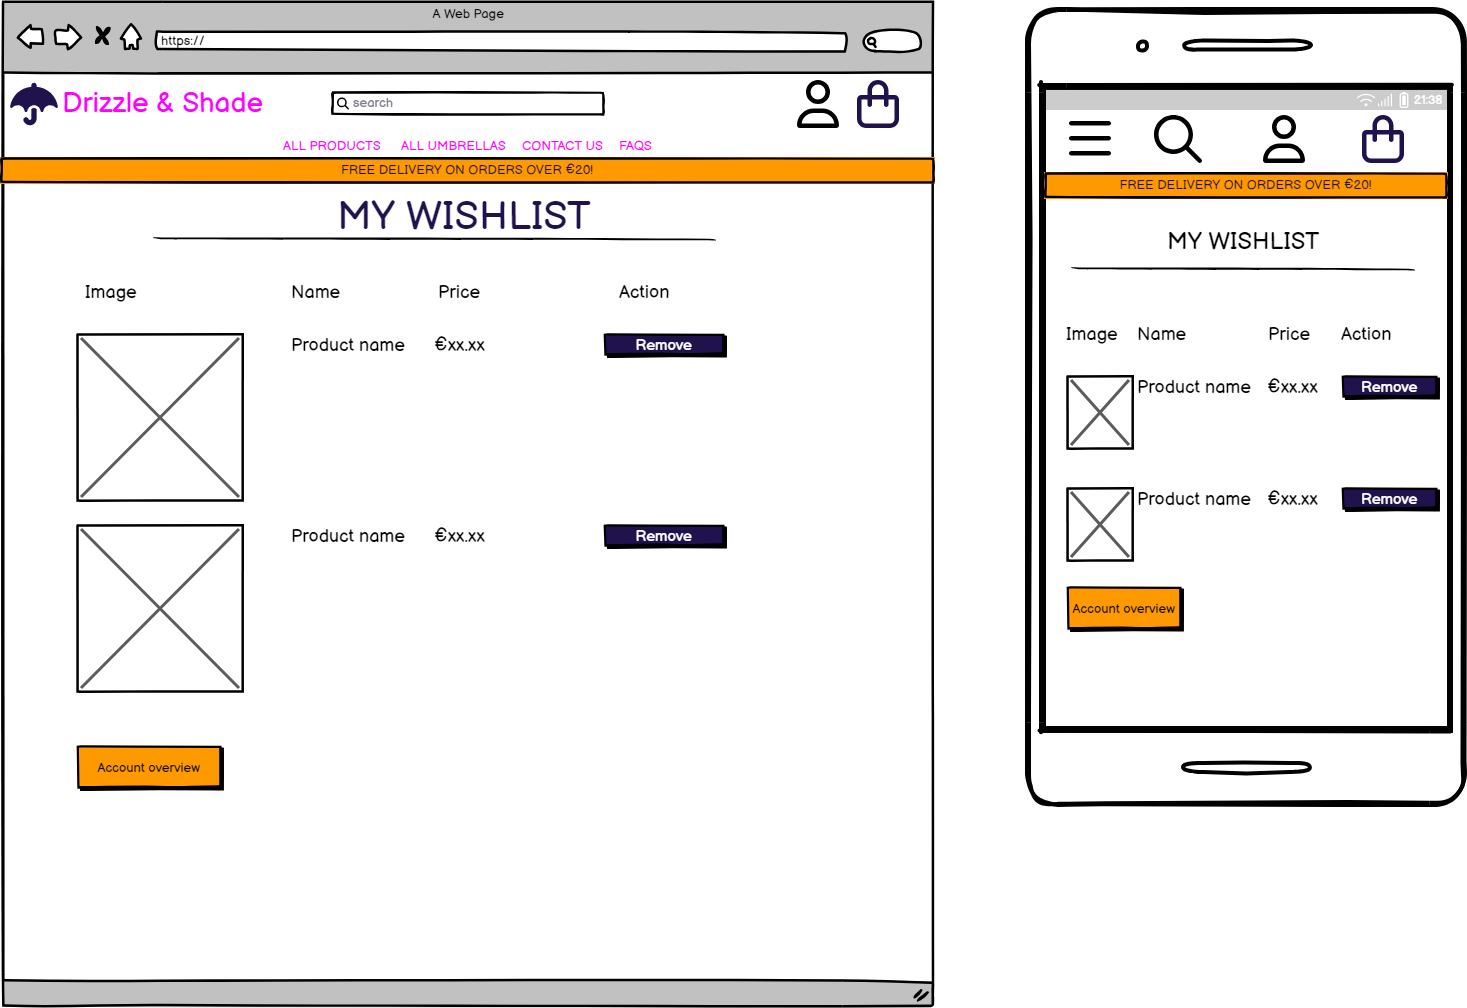 A Web Page
https://
Drizzle & Shade
search
ALL PRODUCTS ALL UMBRELLAS CONTACT US FAQS
FREE DELIVERY ON ORDERS OVER €20!
MY WISHLIST
Image Name Price Action
Product name €xx.xx Remove
Product name €xx.xx Remove
Account overview
21:38
FREE DELIVERY ON ORDERS OVER €20!
MY WISHLIST
Image Name Price Action
Product name €xx.xx Remove
Product name €xx.xx Remove
Account overview